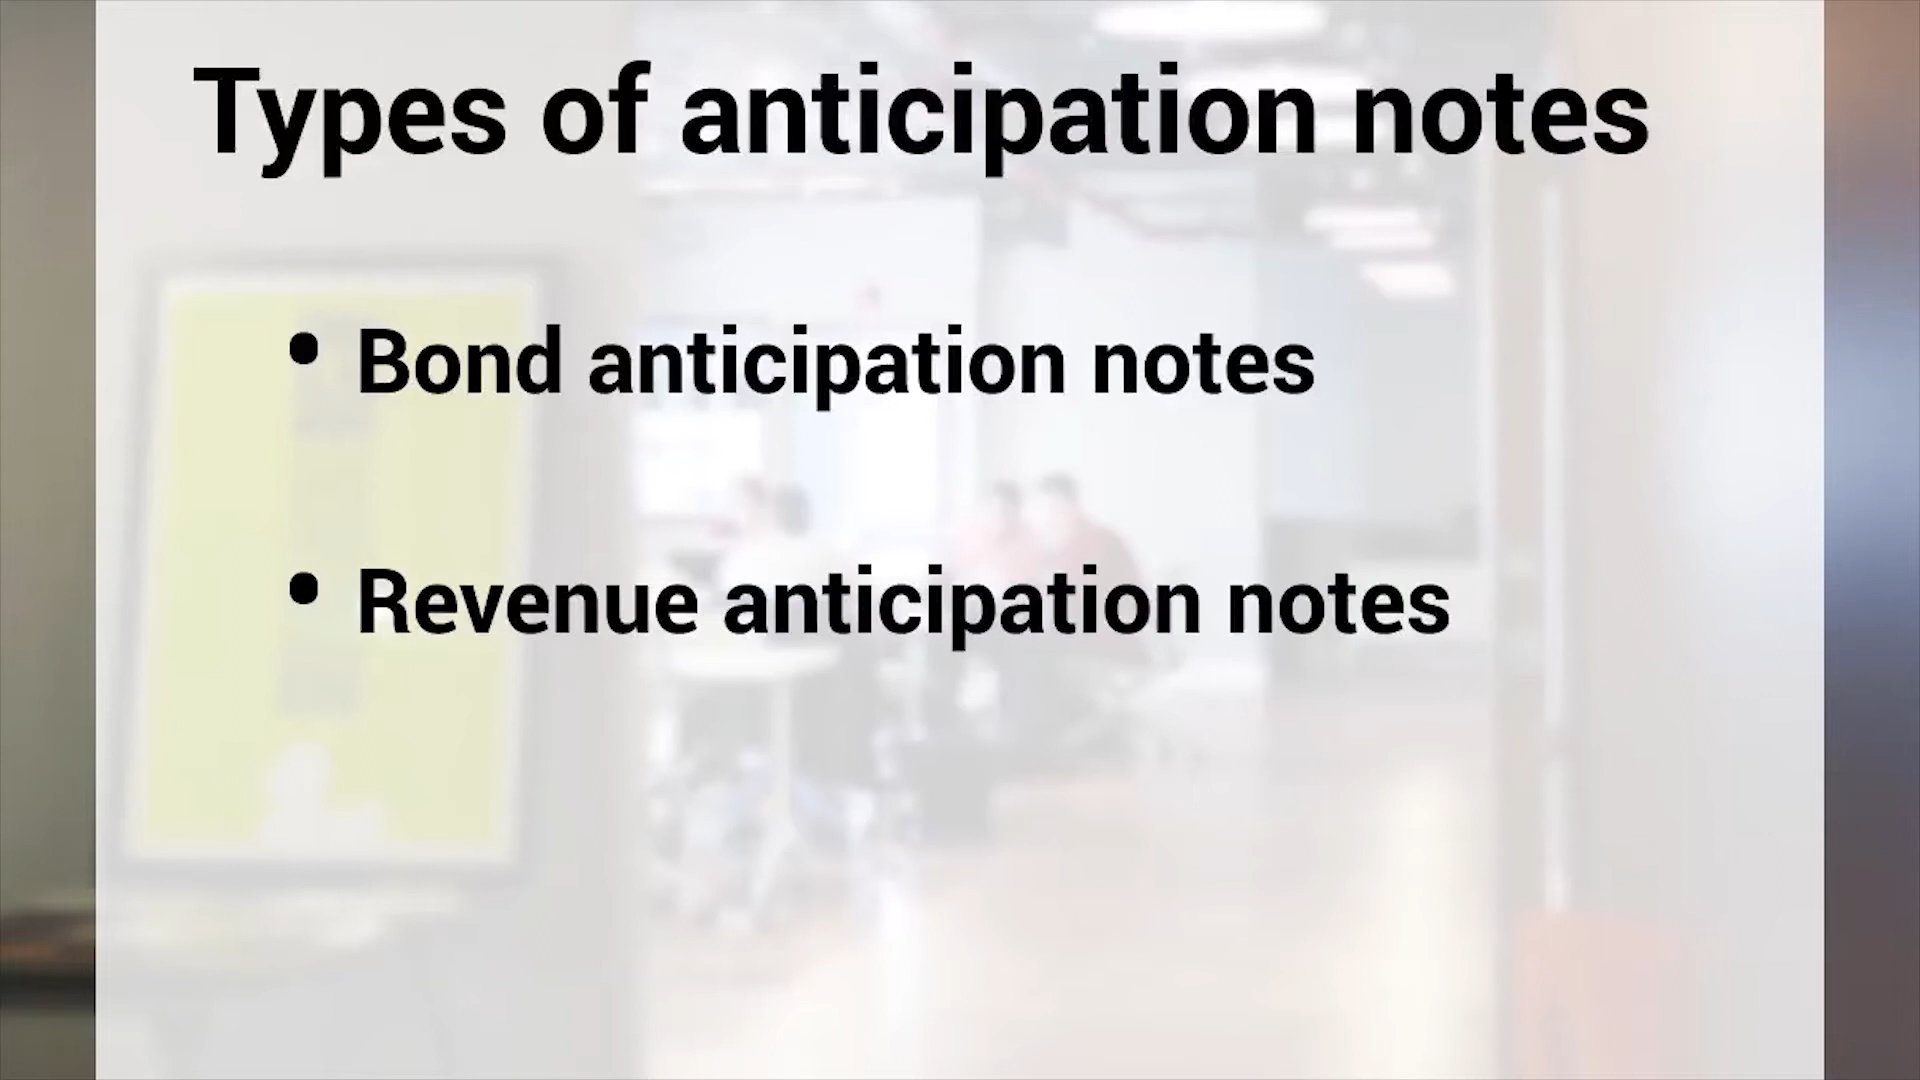 Types of anticipation notes
• Bond anticipation notes
• Revenue anticipation notes